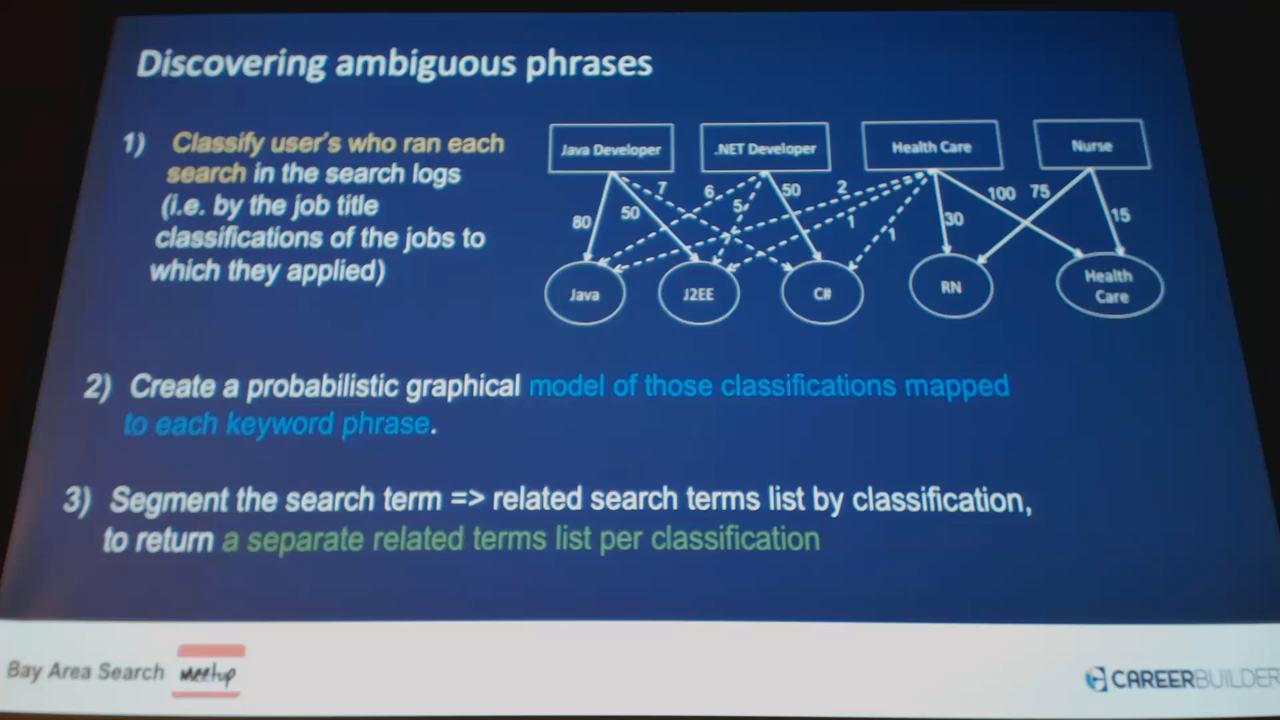 Discovering ambiguous phrases
1) Classify user's who ran each
search in the search logs
(i.e. by the job title
classifications of the jobs to
which they applied)
Java Developer
.NET Developer
Health Care
Nurse
7
6
5
50
2
100
75
80
50
1
1
30
15
Java
J2EE
C#
RN
Health
Care
2) Create a probabilistic graphical model of those classifications mapped
to each keyword phrase.
3) Segment the search term => related search terms list by classification,
to return a separate related terms list per classification
Bay Area Search Meetup
CAREERBUILDER